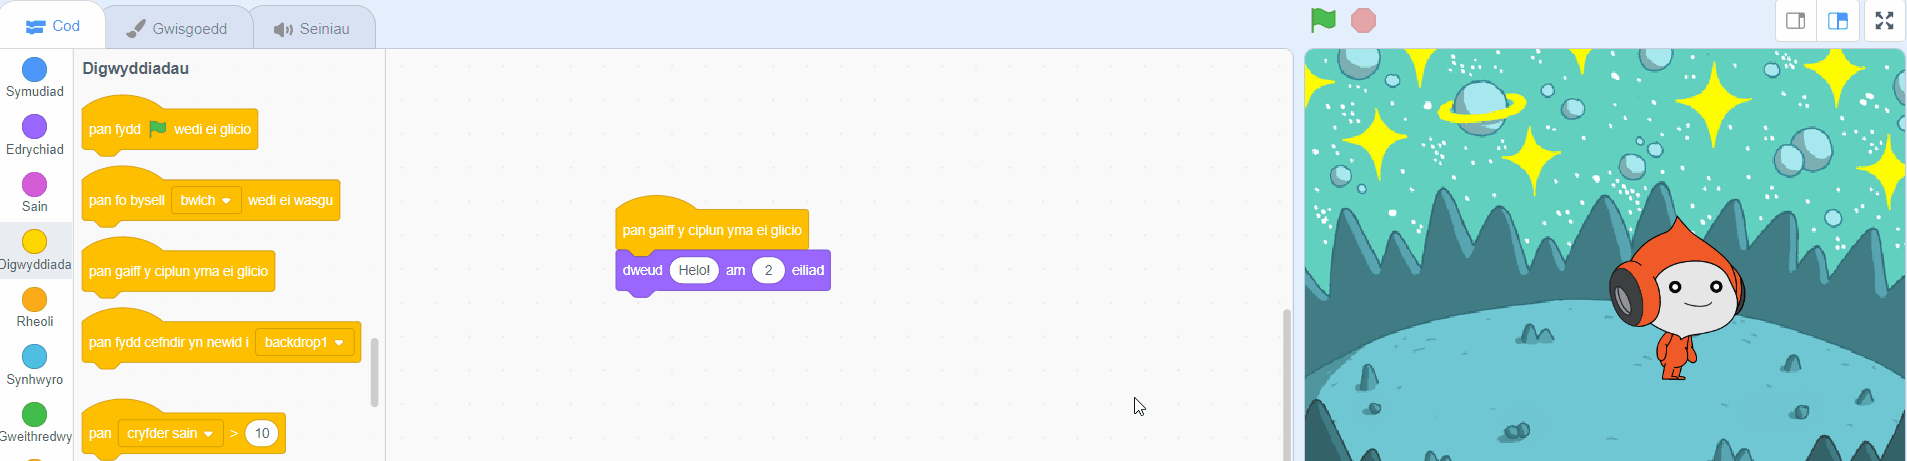 Cod
Gwisgoedd
Seiniau
Symudiad
Edrychiad
Sain
Digwyddiada
Rheoli
Synhwyro
Gweithredwy
Digwyddiadau
pan fydd wedi ei glicio
pan fo bysell bwlch wedi ei wasgu
pan gaiff y ciplun yma ei glicio
pan fydd cefndir yn newid i backdrop1
pan cryfder sain > 10
pan gaiff y ciplun yma ei glicio
dweud Helo! am 2 eiliad